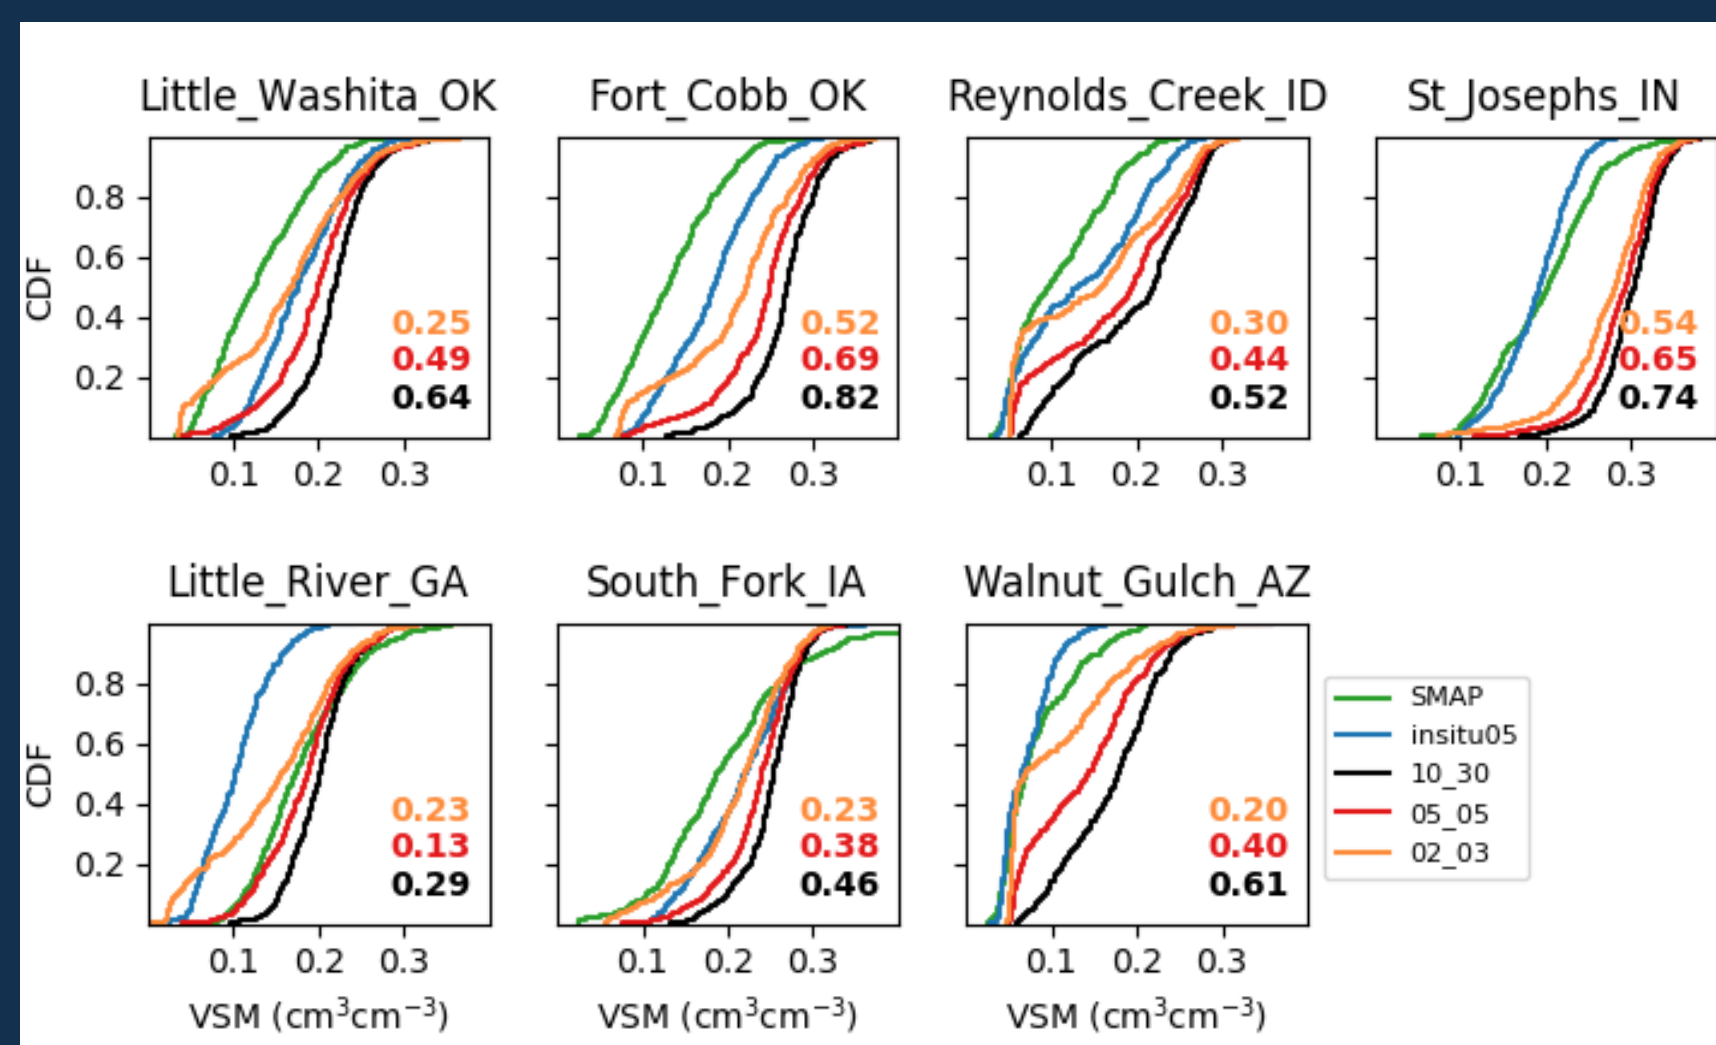 Little_Washita_OK
Fort_Cobb_OK
Reynolds_Creek_ID
St_Josephs_IN
CDF
0.8
0.6
0.4
0.2
0.25
0.49
0.64
0.52
0.69
0.82
0.30
0.44
0.52
0.54
0.65
0.74
0.1 0.2 0.3
0.1 0.2 0.3
0.1 0.2 0.3
0.1 0.2 0.3
Little_River_GA
South_Fork_IA
Walnut_Gulch_AZ
CDF
0.8
0.6
0.4
0.2
0.23
0.13
0.29
0.23
0.38
0.46
0.20
0.40
0.61
SMAP
insitu05
10_30
05_05
02_03
0.1 0.2 0.3
0.1 0.2 0.3
0.1 0.2 0.3
VSM (cm³cm⁻³)
VSM (cm³cm⁻³)
VSM (cm³cm⁻³)